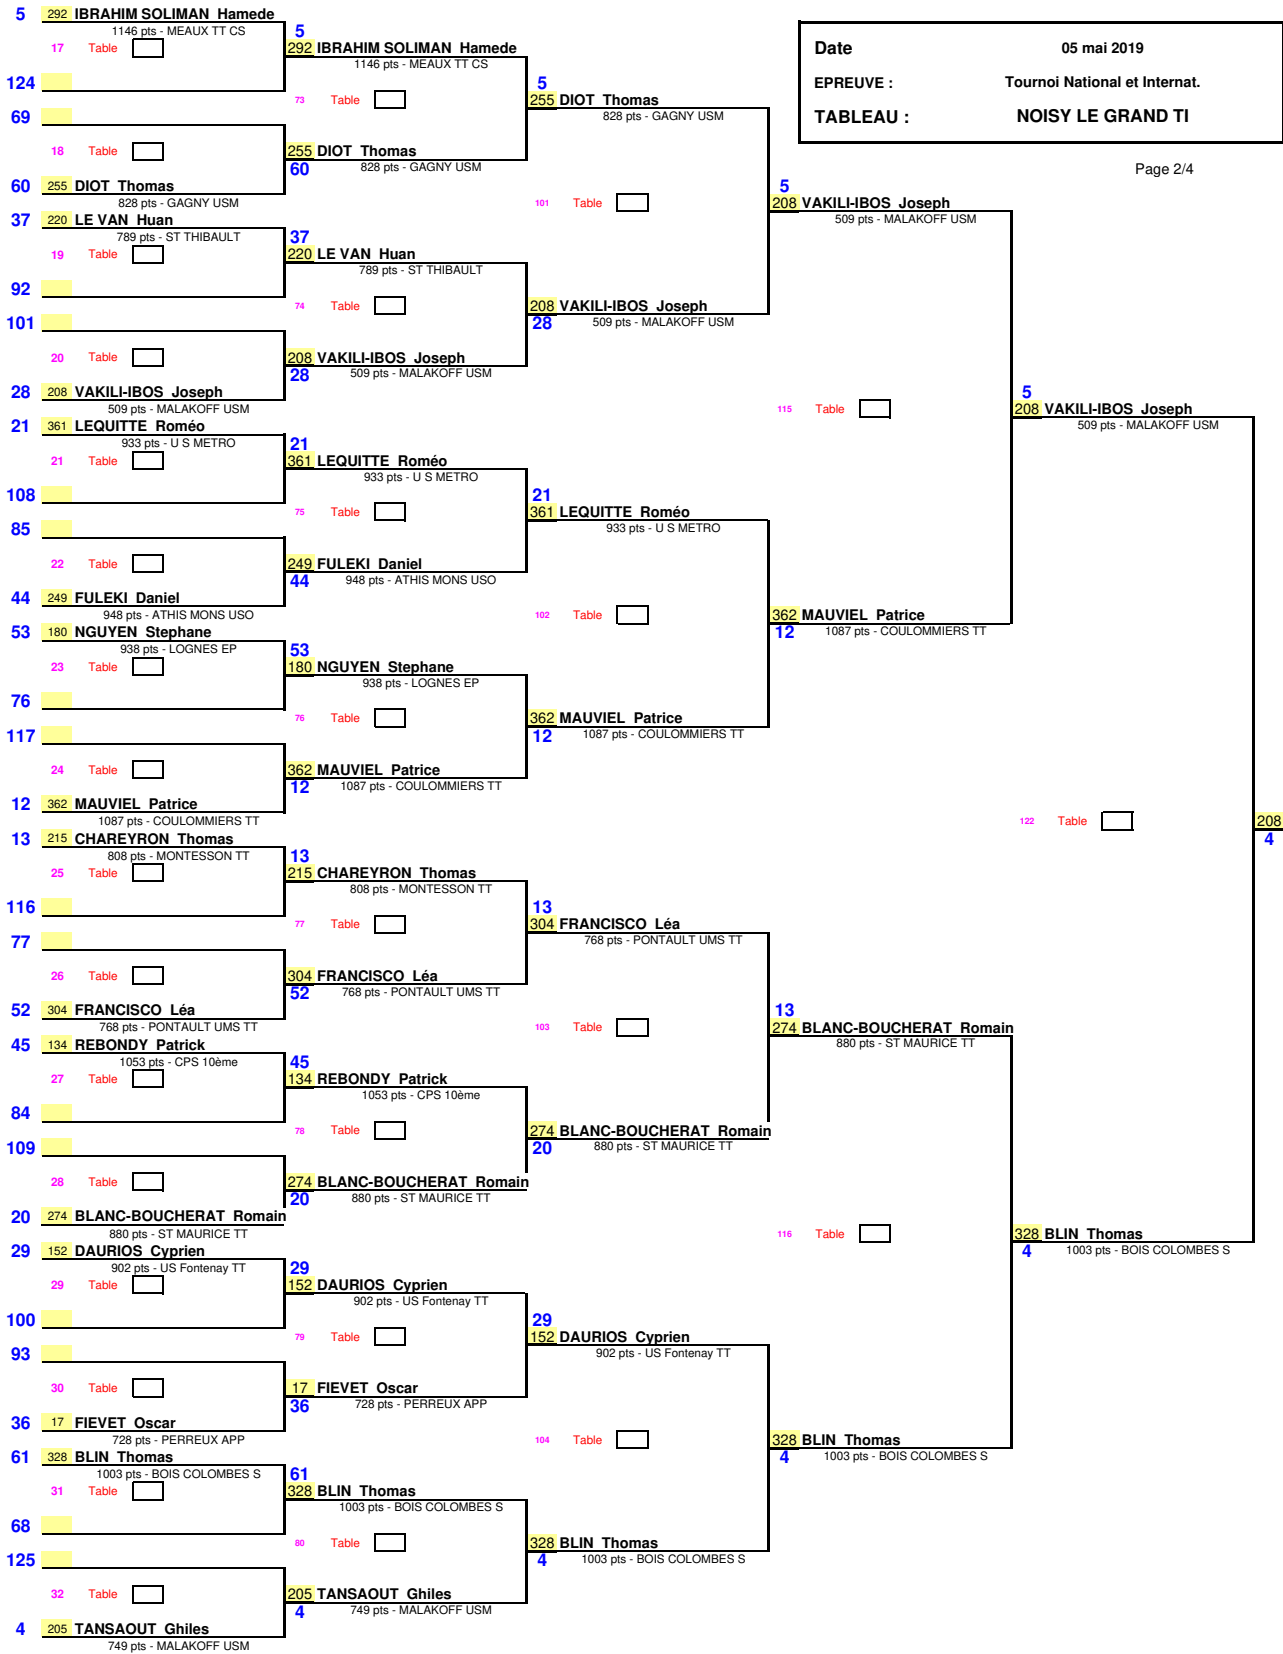 Date 05 mai 2019
EPREUVE : Tournoi National et Internat.
TABLEAU : NOISY LE GRAND TI
Page 2/4
5 292 IBRAHIM SOLIMAN Hamede
1146 pts - MEAUX TT CS
17 Table
124
69
18 Table
60 255 DIOT Thomas
828 pts - GAGNY USM
37 220 LE VAN Huan
789 pts - ST THIBAULT
19 Table
92
101
20 Table
28 208 VAKILI-IBOS Joseph
509 pts - MALAKOFF USM
21 361 LEQUITTE Roméo
933 pts - U S METRO
21 Table
108
85
22 Table
44 249 FULEKI Daniel
948 pts - ATHIS MONS USO
53 180 NGUYEN Stephane
938 pts - LOGNES EP
23 Table
76
117
24 Table
12 362 MAUVIEL Patrice
1087 pts - COULOMMIERS TT
13 215 CHAREYRON Thomas
808 pts - MONTESSON TT
25 Table
116
77
26 Table
52 304 FRANCISCO Léa
768 pts - PONTAULT UMS TT
45 134 REBONDY Patrick
1053 pts - CPS 10ème
27 Table
84
109
28 Table
20 274 BLANC-BOUCHERAT Romain
880 pts - ST MAURICE TT
29 152 DAURIOS Cyprien
902 pts - US Fontenay TT
29 Table
100
93
30 Table
36 17 FIEVET Oscar
728 pts - PERREUX APP
61 328 BLIN Thomas
1003 pts - BOIS COLOMBES S
31 Table
68
125
32 Table
4 205 TANSAOUT Ghiles
749 pts - MALAKOFF USM
5
292 IBRAHIM SOLIMAN Hamede
1146 pts - MEAUX TT CS
73 Table
255 DIOT Thomas
60 828 pts - GAGNY USM
37
220 LE VAN Huan
789 pts - ST THIBAULT
74 Table
208 VAKILI-IBOS Joseph
28 509 pts - MALAKOFF USM
21
361 LEQUITTE Roméo
933 pts - U S METRO
75 Table
249 FULEKI Daniel
44 948 pts - ATHIS MONS USO
53
180 NGUYEN Stephane
938 pts - LOGNES EP
76 Table
362 MAUVIEL Patrice
12 1087 pts - COULOMMIERS TT
13
215 CHAREYRON Thomas
808 pts - MONTESSON TT
77 Table
304 FRANCISCO Léa
52 768 pts - PONTAULT UMS TT
45
134 REBONDY Patrick
1053 pts - CPS 10ème
78 Table
274 BLANC-BOUCHERAT Romain
20 880 pts - ST MAURICE TT
29
152 DAURIOS Cyprien
902 pts - US Fontenay TT
79 Table
17 FIEVET Oscar
36 728 pts - PERREUX APP
61
328 BLIN Thomas
1003 pts - BOIS COLOMBES S
80 Table
205 TANSAOUT Ghiles
4 749 pts - MALAKOFF USM
5
255 DIOT Thomas
828 pts - GAGNY USM
101 Table
208 VAKILI-IBOS Joseph
28 509 pts - MALAKOFF USM
21
361 LEQUITTE Roméo
933 pts - U S METRO
102 Table
362 MAUVIEL Patrice
12 1087 pts - COULOMMIERS TT
13
304 FRANCISCO Léa
768 pts - PONTAULT UMS TT
103 Table
274 BLANC-BOUCHERAT Romain
20 880 pts - ST MAURICE TT
29
152 DAURIOS Cyprien
902 pts - US Fontenay TT
104 Table
328 BLIN Thomas
4 1003 pts - BOIS COLOMBES S
5
208 VAKILI-IBOS Joseph
509 pts - MALAKOFF USM
115 Table
362 MAUVIEL Patrice
12 1087 pts - COULOMMIERS TT
13
274 BLANC-BOUCHERAT Romain
880 pts - ST MAURICE TT
116 Table
328 BLIN Thomas
4 1003 pts - BOIS COLOMBES S
5
208 VAKILI-IBOS Joseph
509 pts - MALAKOFF USM
122 Table
328 BLIN Thomas
4 1003 pts - BOIS COLOMBES S
208
4